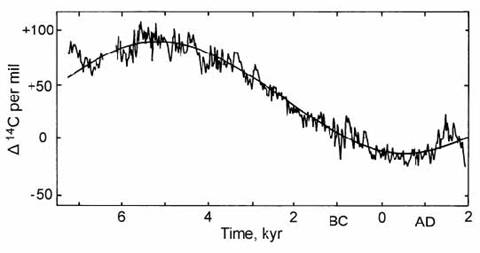 +100
+50
0
-50
Δ ¹⁴C per mil
6 4 2 BC 0 AD 2
Time, kyr